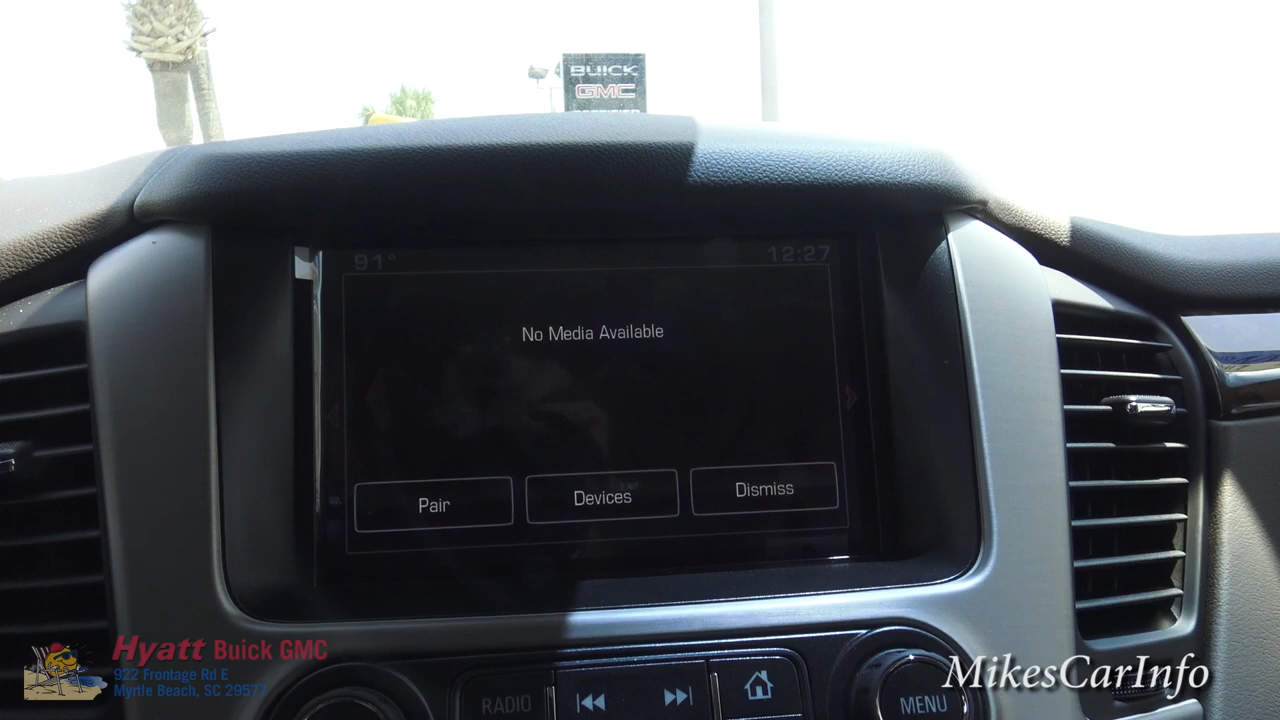 BUICK
GMC
91° 12:27
No Media Available
Pair Devices Dismiss
Hyatt Buick GMC
922 Frontage Rd E
Myrtle Beach, SC 29577
RADIO MENU
MikesCarInfo